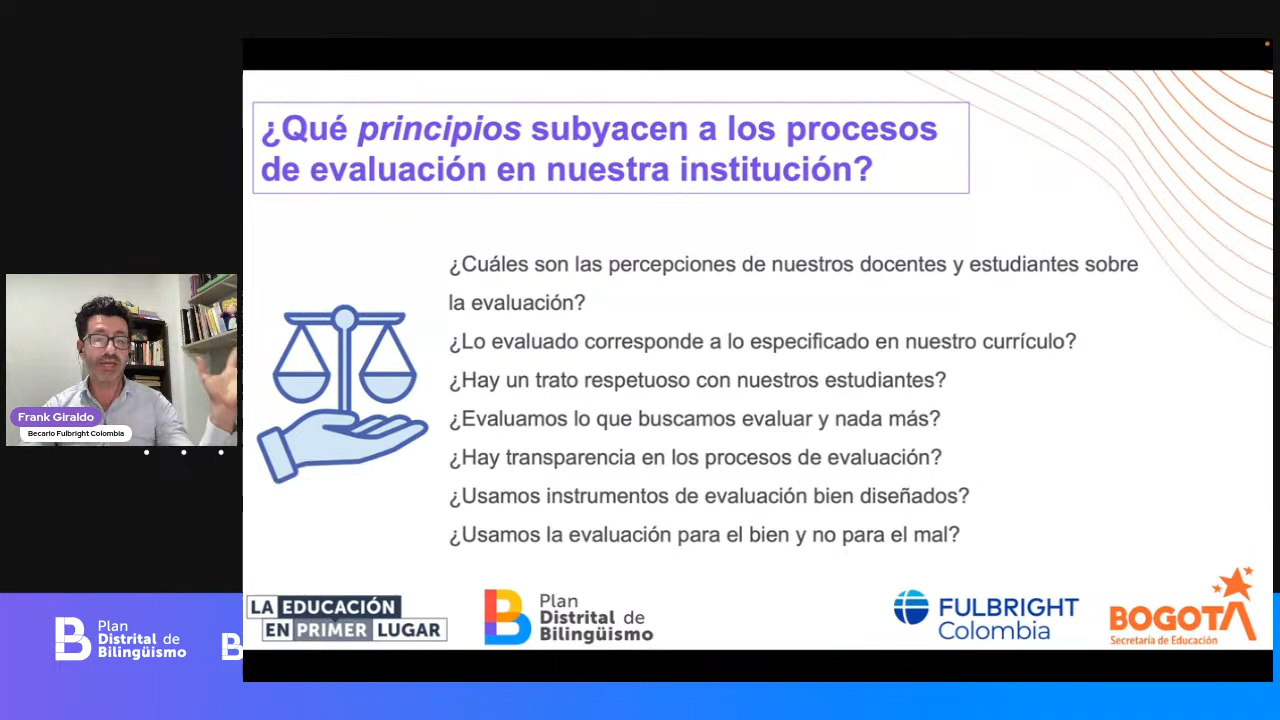 ¿Qué principios subyacen a los procesos
de evaluación en nuestra institución?
¿Cuáles son las percepciones de nuestros docentes y estudiantes sobre
la evaluación?
¿Lo evaluado corresponde a lo especificado en nuestro currículo?
¿Hay un trato respetuoso con nuestros estudiantes?
¿Evaluamos lo que buscamos evaluar y nada más?
¿Hay transparencia en los procesos de evaluación?
¿Usamos instrumentos de evaluación bien diseñados?
¿Usamos la evaluación para el bien y no para el mal?
Frank Giraldo
Becario Fulbright Colombia
LA EDUCACIÓN
EN PRIMER LUGAR
B Plan
Distrital de
Bilingüismo
FULBRIGHT
Colombia
BOGOTÁ
Secretaría de Educación
B Plan
Distrital de
Bilingüismo
B